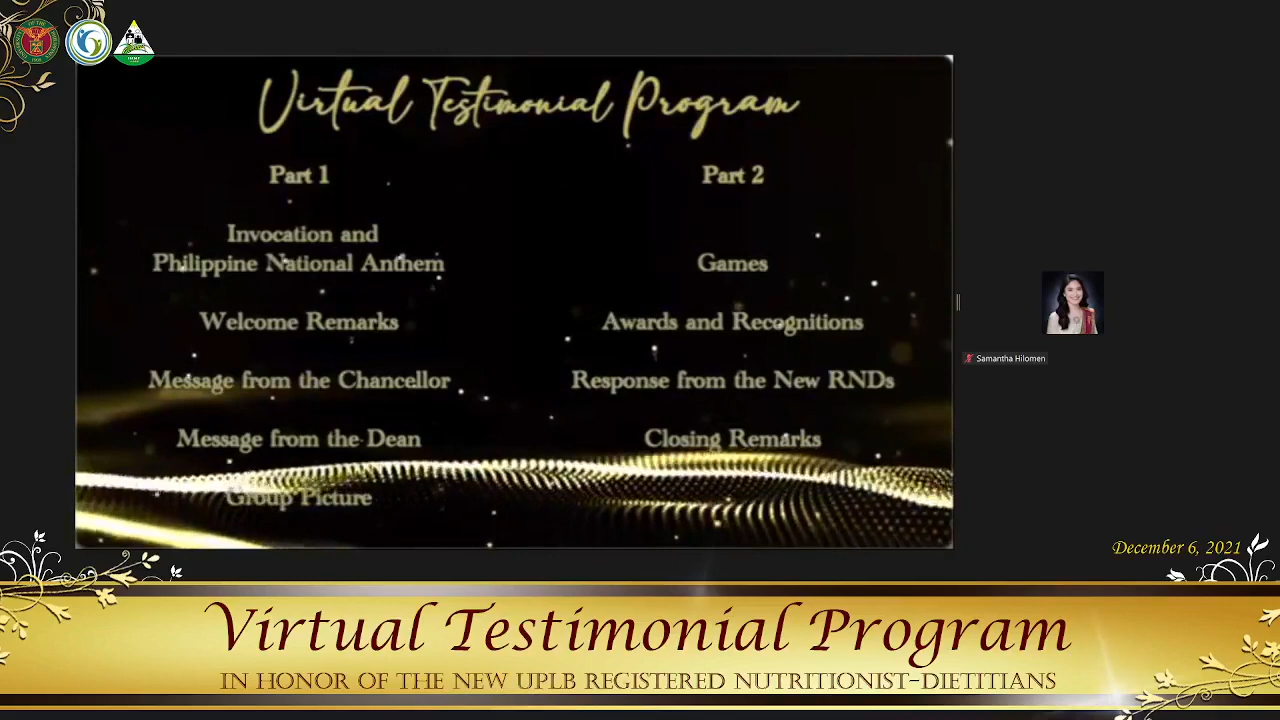 Virtual Testimonial Program
Part 1
Invocation and
Philippine National Anthem
Welcome Remarks
Message from the Chancellor
Message from the Dean
Group Picture
Part 2
Games
Awards and Recognitions
Response from the New RNDs
Closing Remarks
Samantha Hilomen
December 6, 2021
Virtual Testimonial Program
IN HONOR OF THE NEW UPLB REGISTERED NUTRITIONIST-DIETITIANS